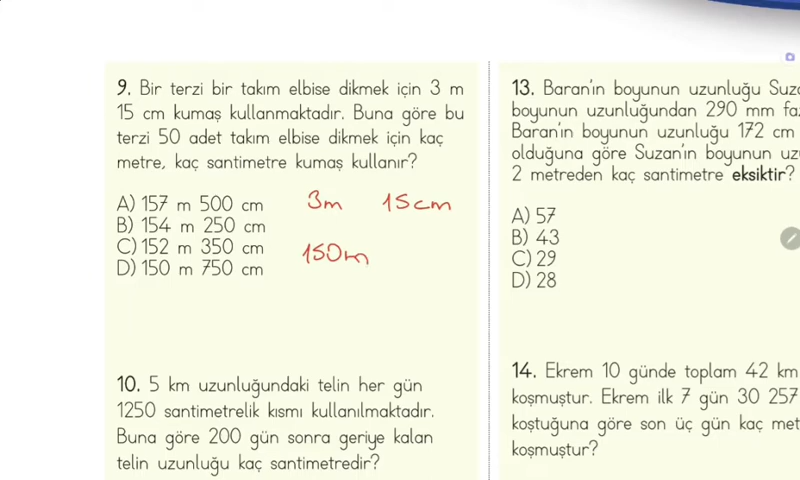 9. Bir terzi bir takım elbise dikmek için 3 m
15 cm kumaş kullanmaktadır. Buna göre bu
terzi 50 adet takım elbise dikmek için kaç
metre, kaç santimetre kumaş kullanır?
A) 157 m 500 cm
B) 154 m 250 cm
C) 152 m 350 cm
D) 150 m 750 cm
3m 15cm
150m
10. 5 km uzunluğundaki telin her gün
1250 santimetrelik kısmı kullanılmaktadır.
Buna göre 200 gün sonra geriye kalan
telin uzunluğu kaç santimetredir?
13. Baran'ın boyunun uzunluğu
boyunun uzunluğundan 290 mm
Baran'ın boyunun uzunluğu 172 cm
olduğuna göre Suzan'ın boyunun
2 metreden kaç santimetre eksiktir?
A) 57
B) 43
C) 29
D) 28
14. Ekrem 10 günde toplam 42 km
koşmuştur. Ekrem ilk 7 gün 30 257
koştuğuna göre son üç gün kaç
koşmuştur?